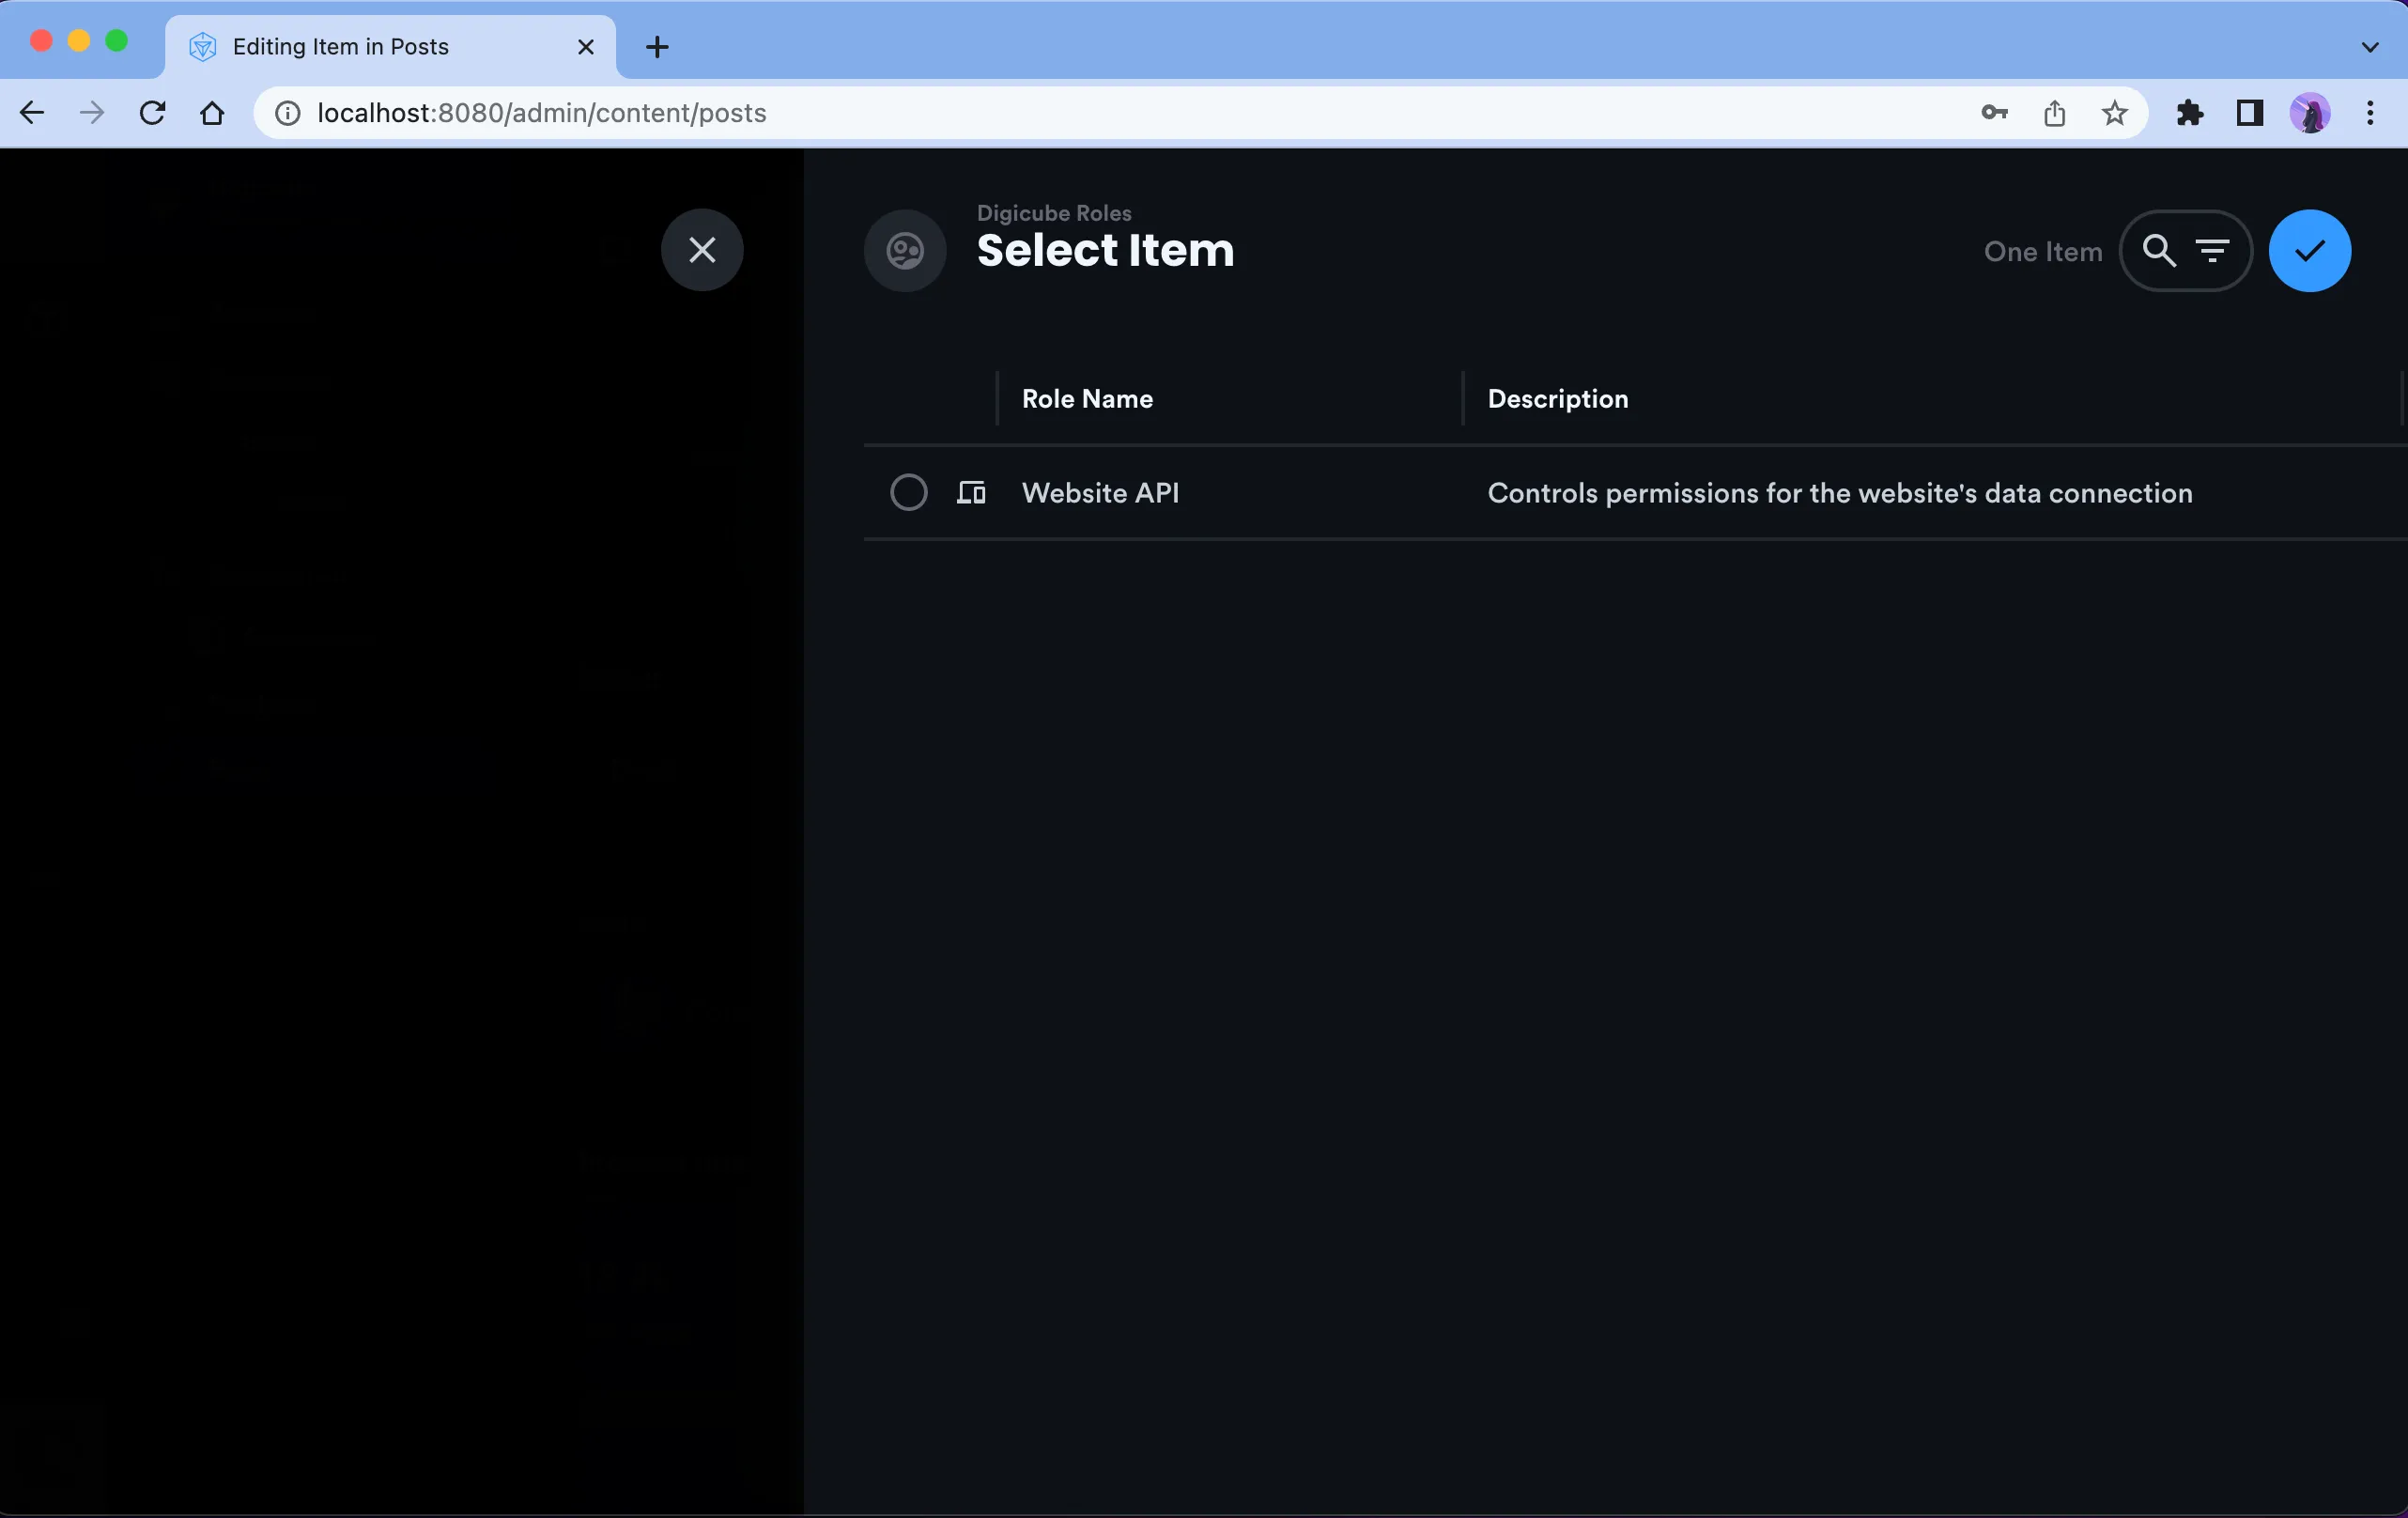 Editing Item in Posts
localhost:8080/admin/content/posts
Digicube Roles
Select Item
One Item
Role Name
Description
Website API
Controls permissions for the website's data connection